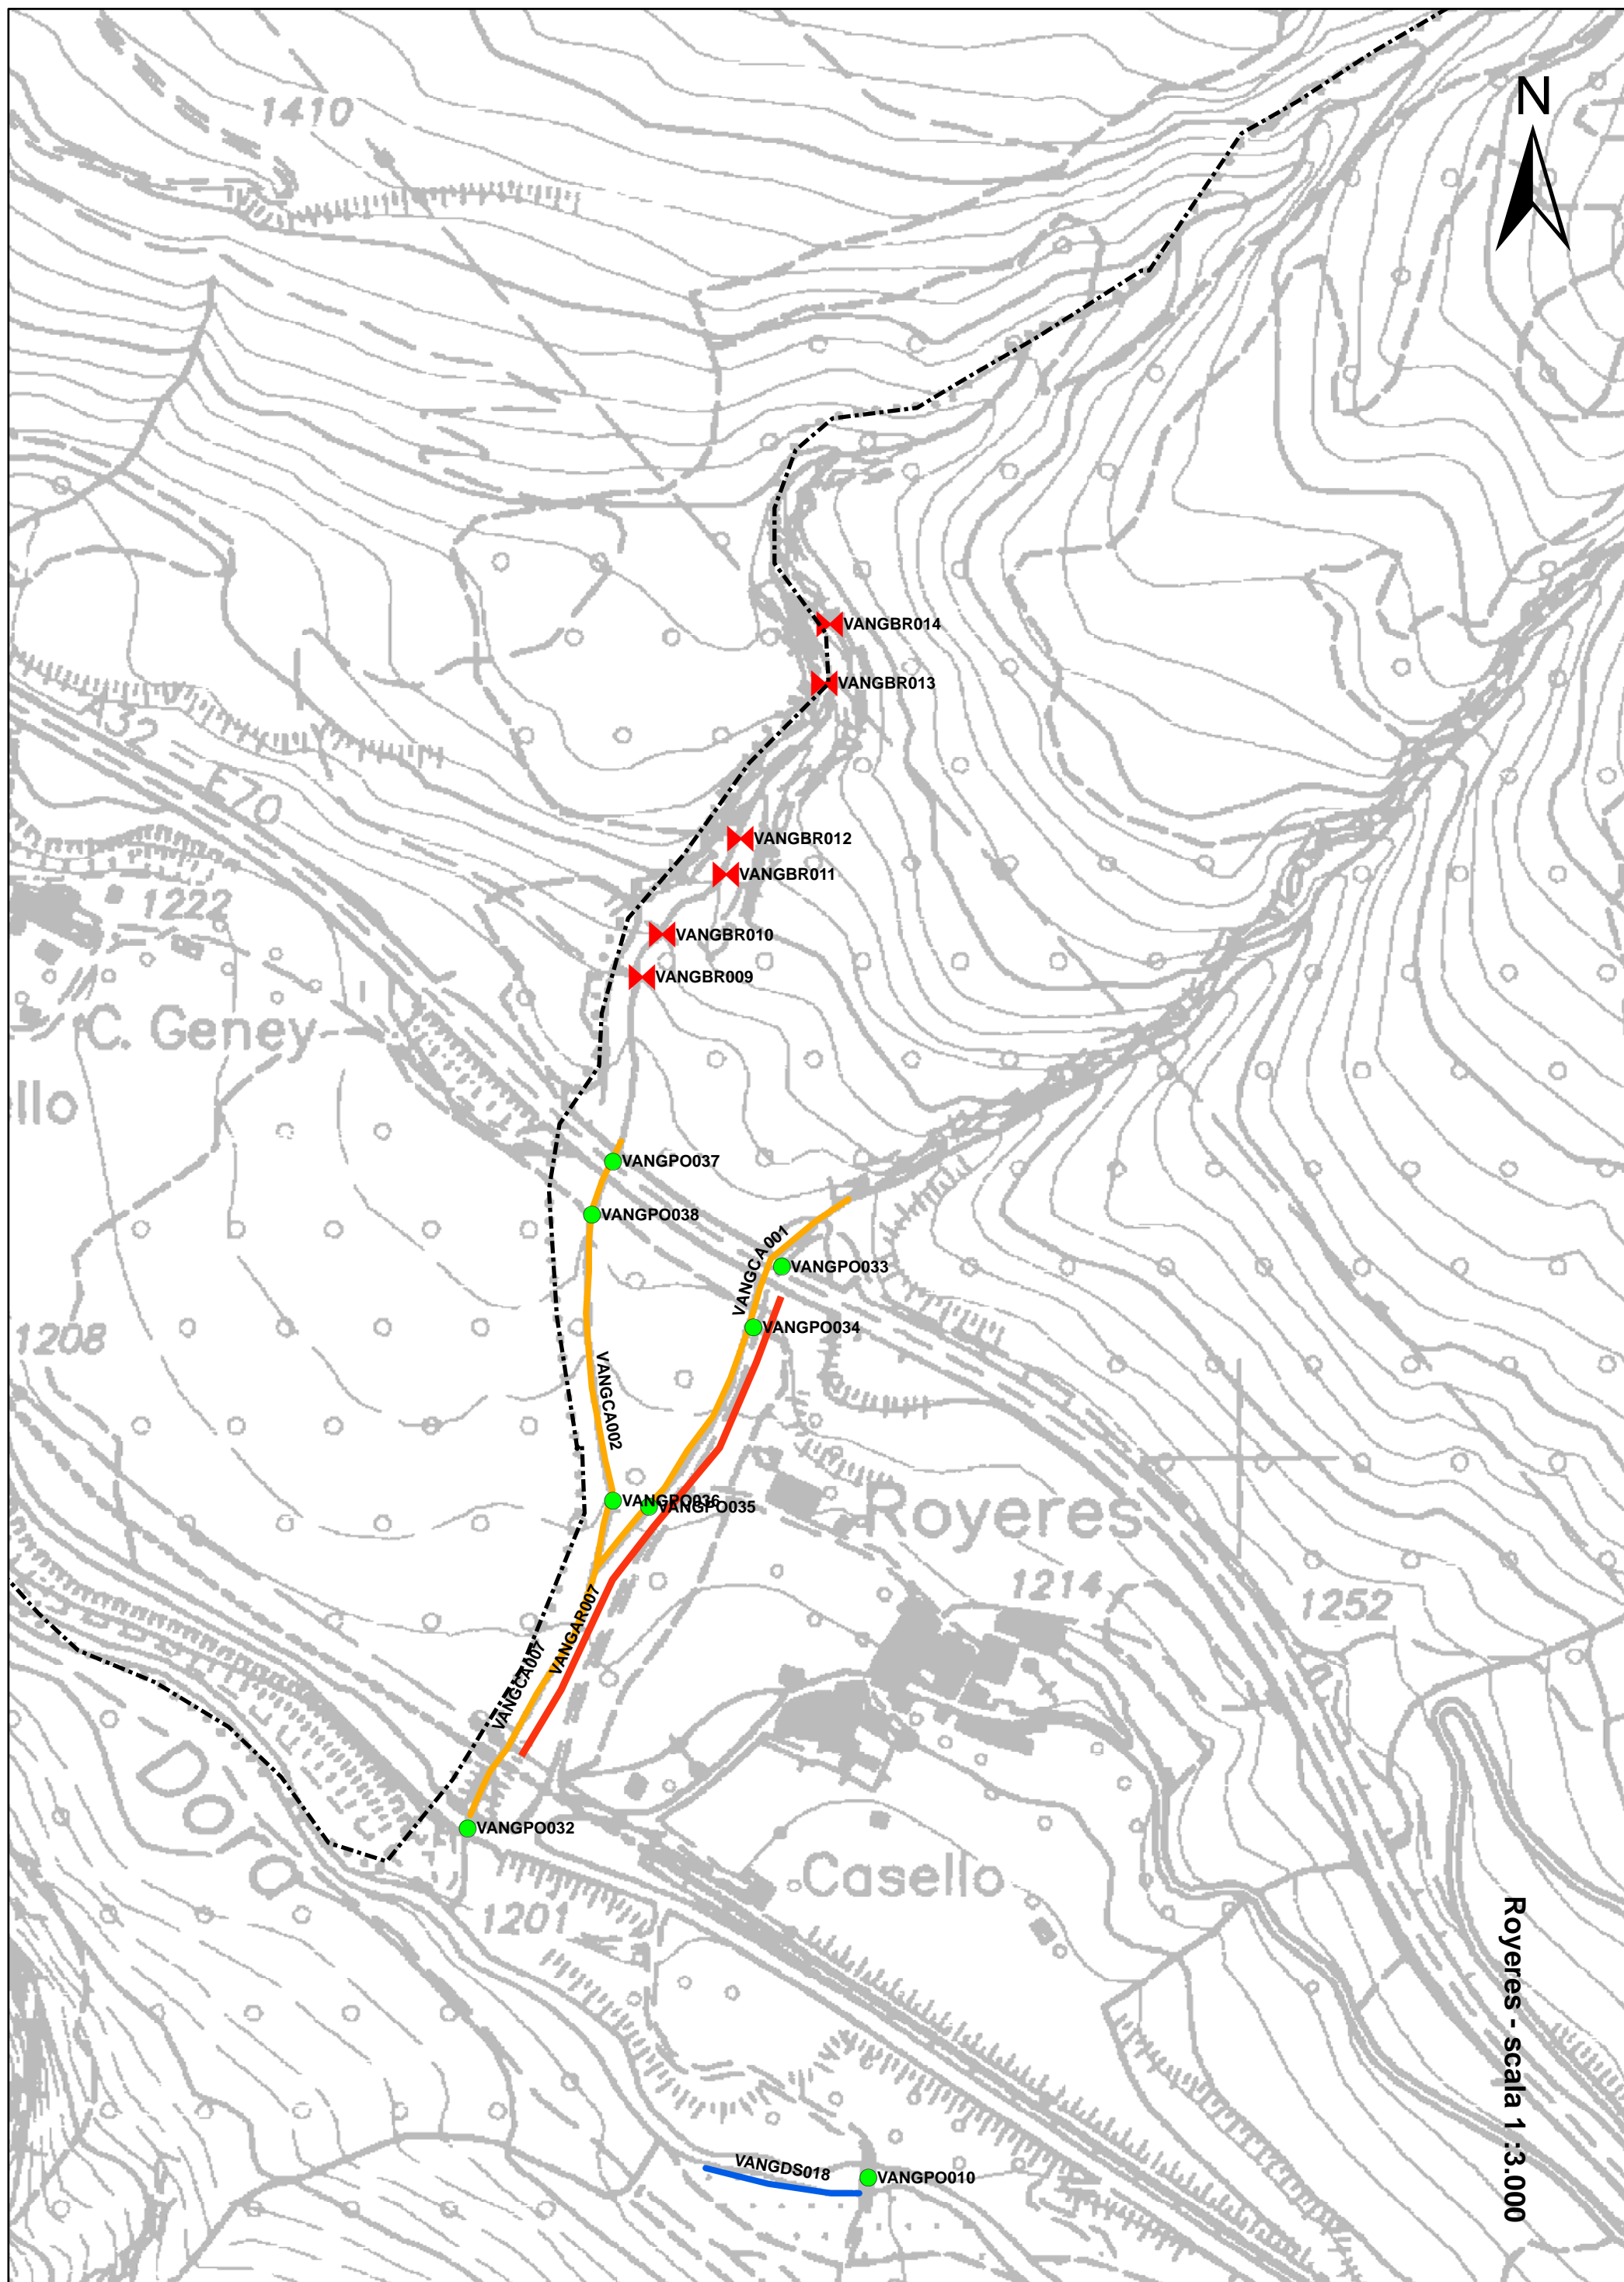 N
1410
VANGBR014
VANGBR013
A32
E70
VANGBR012
VANGBR011
1222
VANGBR010
VANGBR009
C. Geney
llo
VANGPO037
VANGPO038
VANGCA001
VANGPO033
1208
VANGPO034
VANGCA002
VANGPO036
VANGPO035
Royeres
1214
1252
VANGAR007
VANGCA007
Dora
VANGPO032
Casello
1201
Royeres - scala 1 :3.000
VANGDS018
VANGPO010